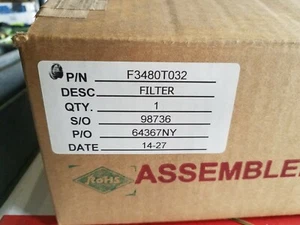 P/N F3480T032
DESC FILTER
QTY. 1
S/O 98736
P/O 64367NY
DATE 14-27
RoHS
ASSEMBLE